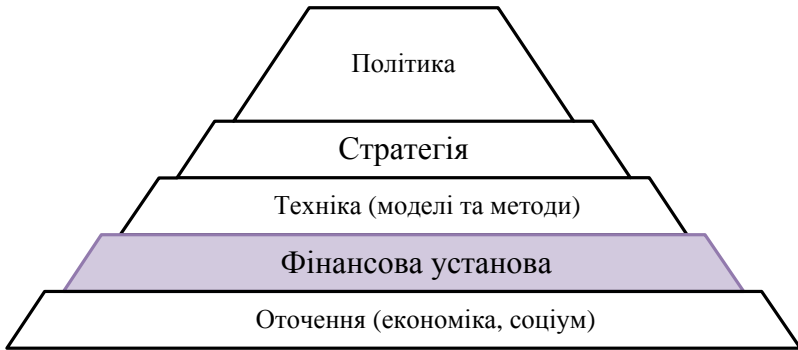 Політика
Стратегія
Техніка (моделі та методи)
Фінансова установа
Оточення (економіка, соціум)